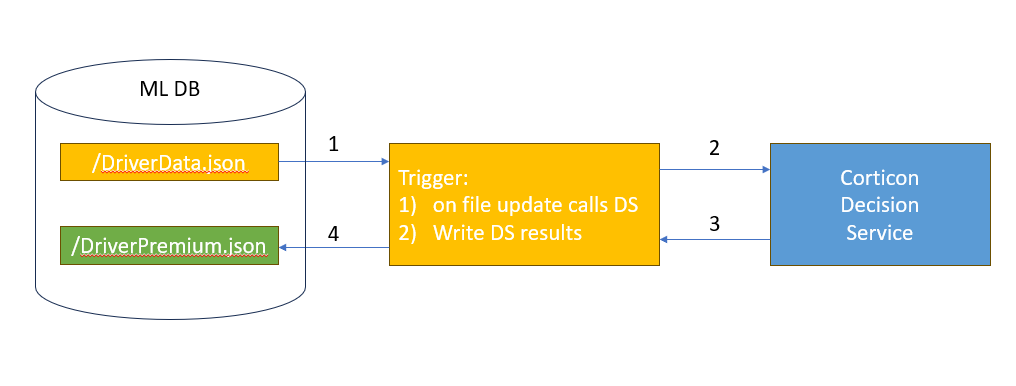 ML DB
/DriverData.json
1
Trigger:
1) on file update calls DS
2) Write DS results
2
Corticon
Decision
Service
3
/DriverPremium.json
4